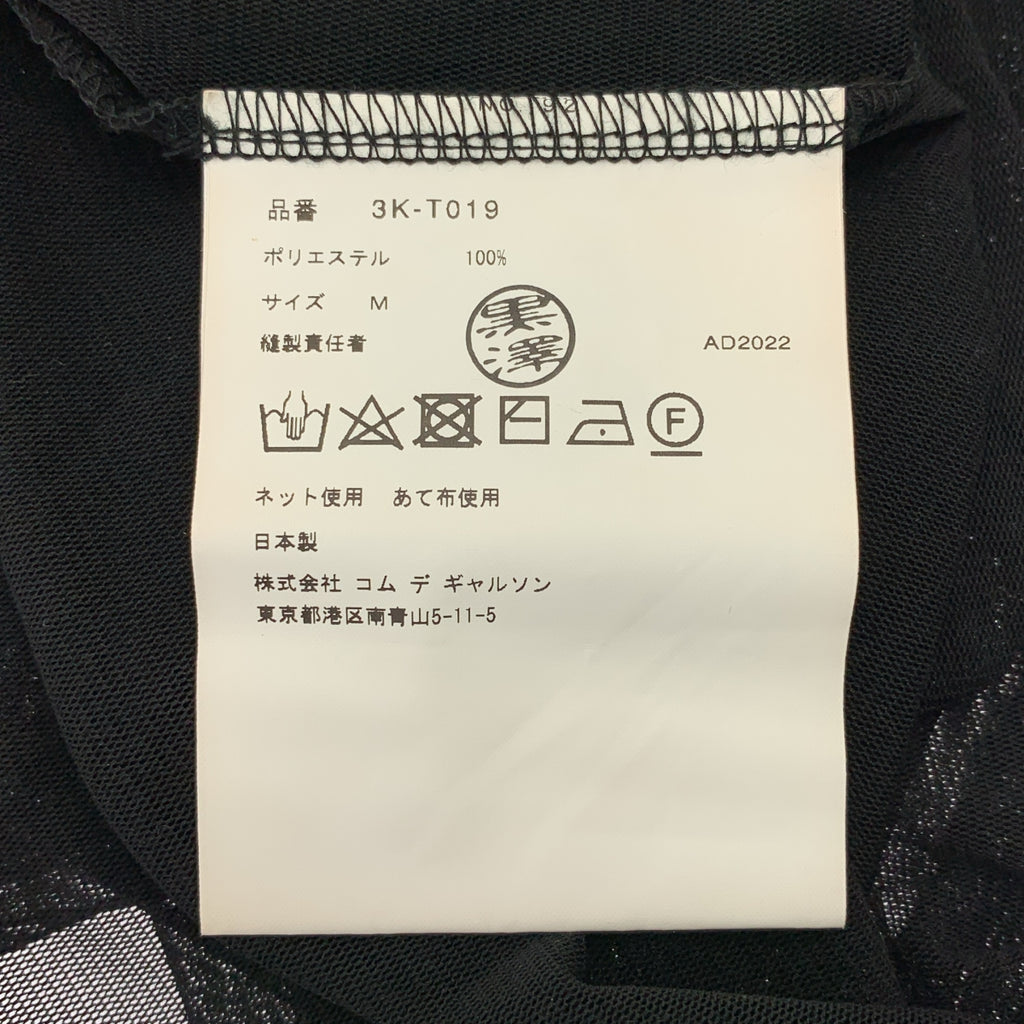 NO 92
品番 3K-T019
ポリエステル 100%
サイズ M
縫製責任者 黒澤 AD2022
F
ネット使用 あて布使用
日本製
株式会社 コム デ ギャルソン
東京都港区南青山5-11-5